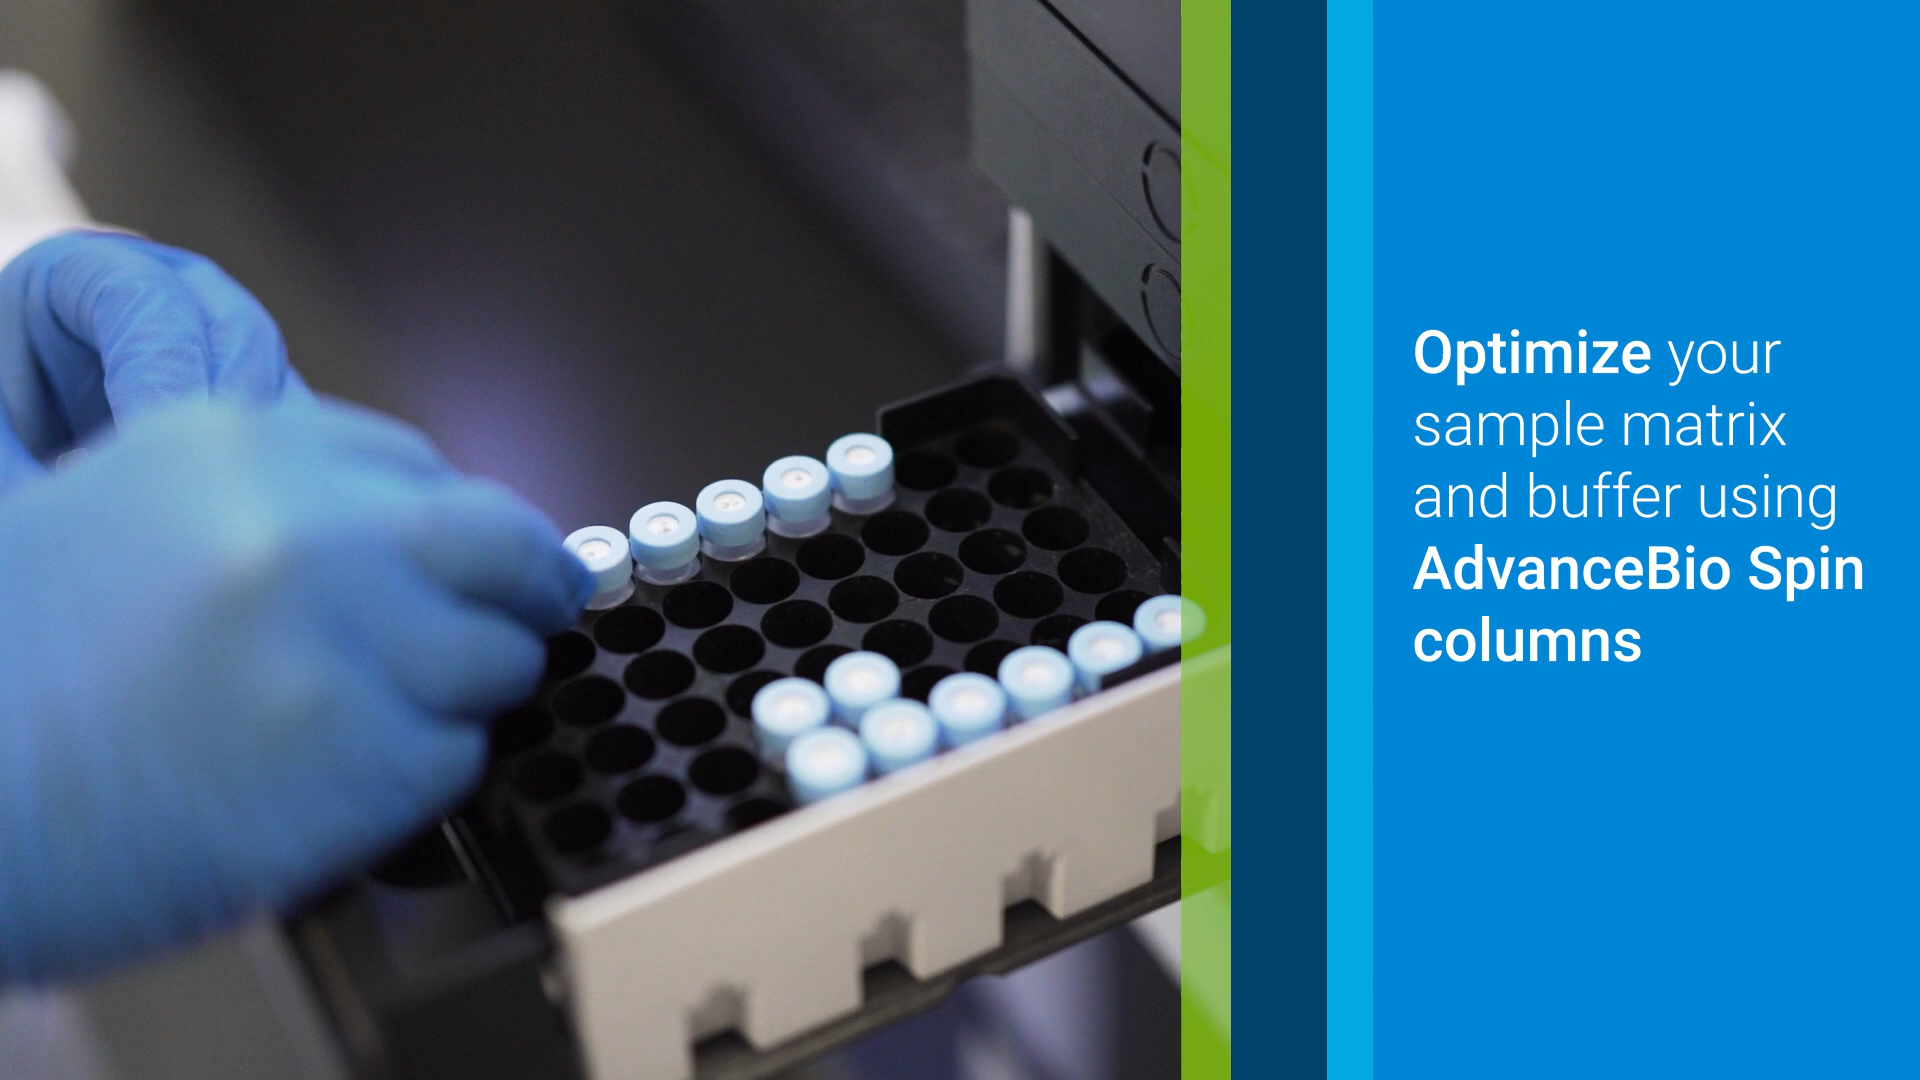 Optimize your
sample matrix
and buffer using
AdvanceBio Spin
columns